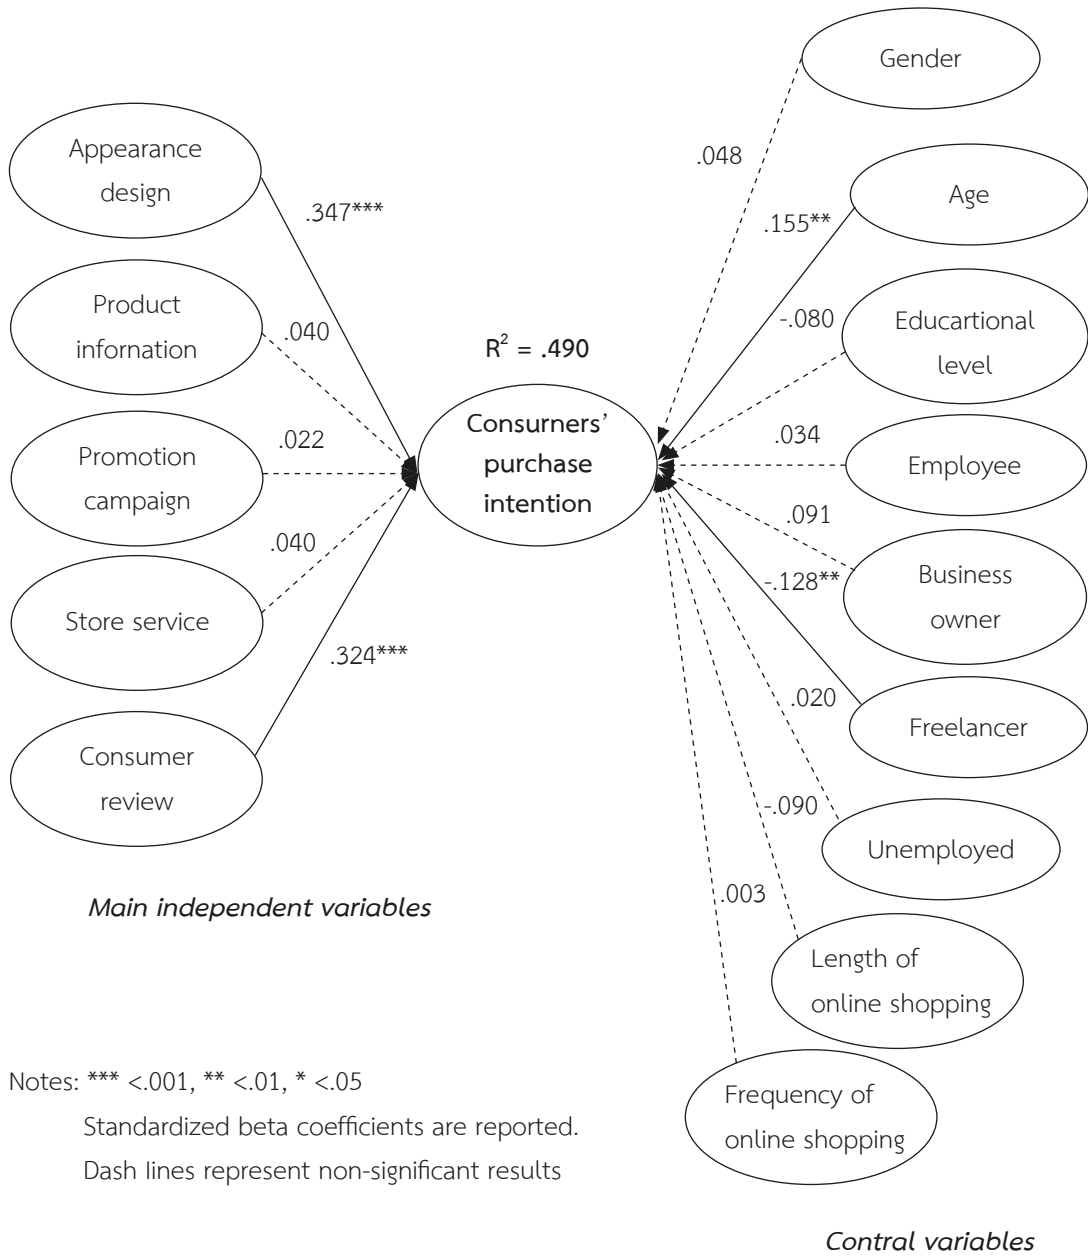 Appearance
design
.347***
Product
infornation
.040
Promotion
campaign
.022
Store service
.040
Consumer
review
.324***
Main independent variables
R² = .490
Consurners’
purchase
intention
Gender
.048
Age
.155**
Educartional
level
-.080
Employee
.034
Business
owner
.091
Freelancer
-.128**
Unemployed
.020
Length of
online shopping
-.090
Frequency of
online shopping
.003
Contral variables
Notes: *** <.001, ** <.01, * <.05
Standardized beta coefficients are reported.
Dash lines represent non-significant results